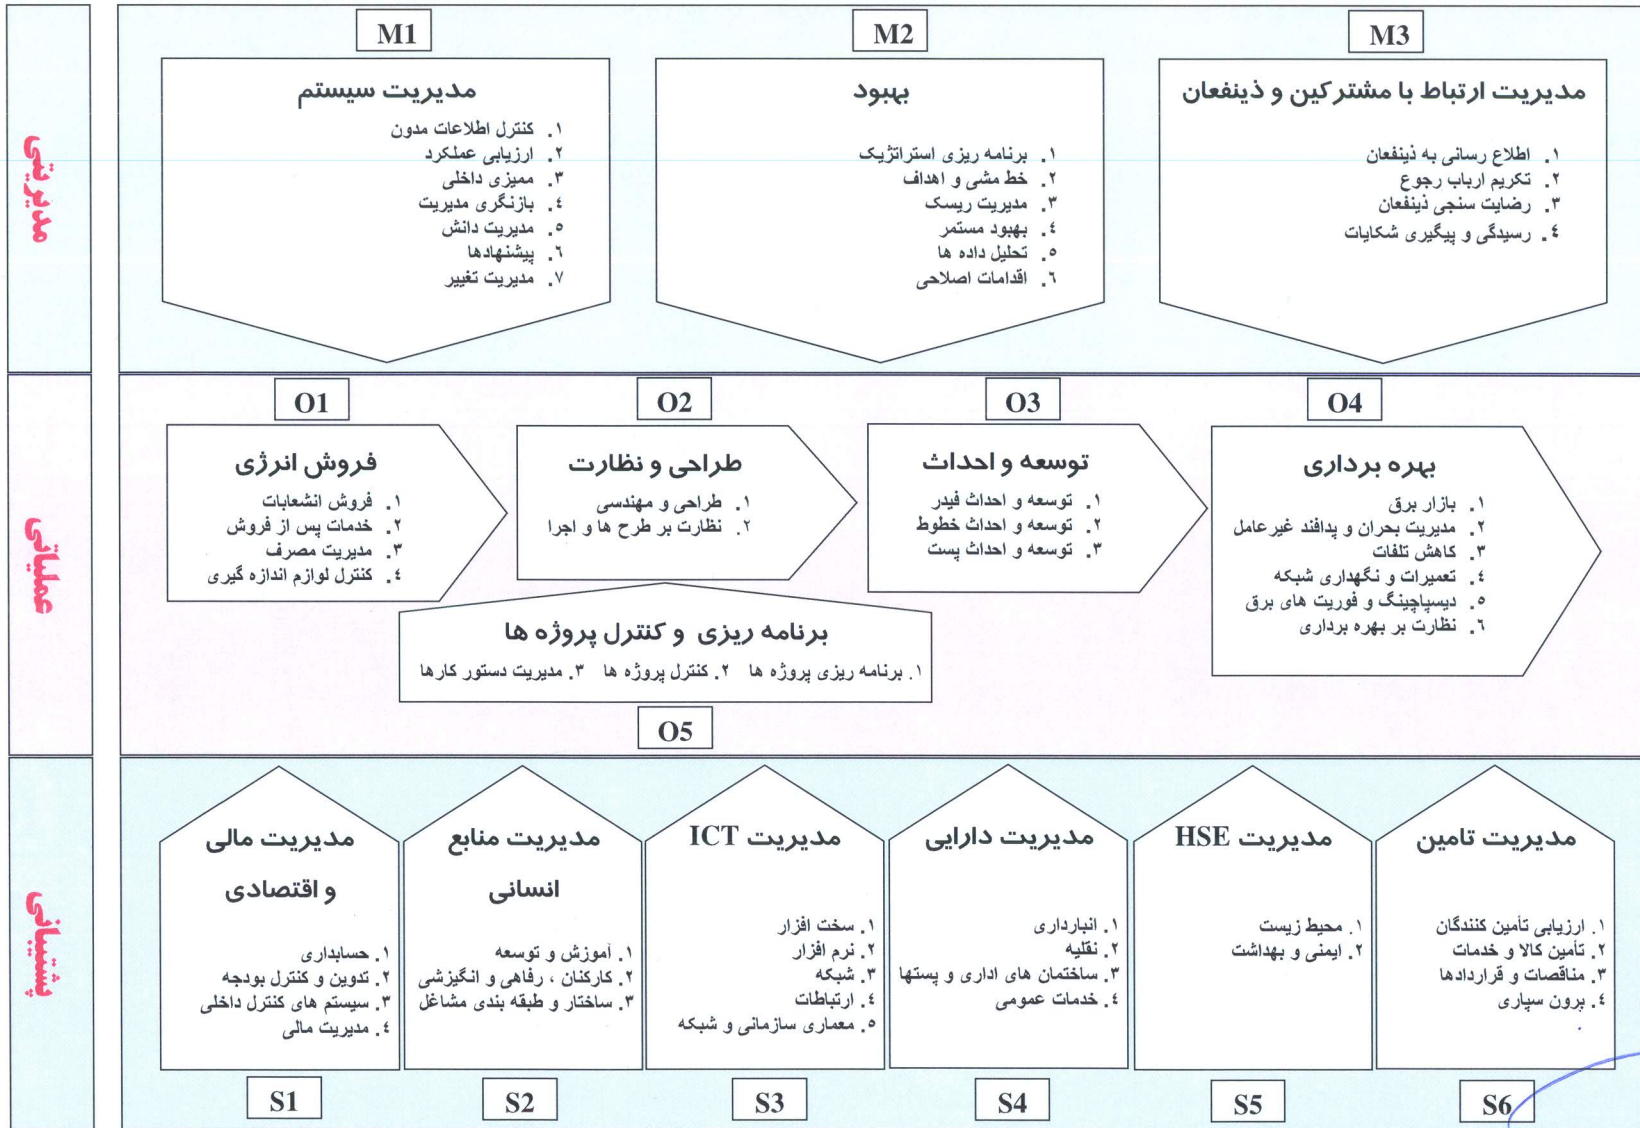 مدیریتی
M1
مدیریت سیستم
۱. کنترل اطلاعات مدون
۲. ارزیابی عملکرد
۳. ممیزی داخلی
٤. بازنگری مدیریت
۵. مدیریت دانش
٦. پیشنهادها
۷. مدیریت تغییر
M2
بهبود
۱. برنامه ریزی استراتژیک
۲. خط مشی و اهداف
۳. مدیریت ریسک
٤. بهبود مستمر
۵. تحلیل داده ها
٦. اقدامات اصلاحی
M3
مدیریت ارتباط با مشترکین و ذینفعان
۱. اطلاع رسانی به ذینفعان
۲. تکریم ارباب رجوع
۳. رضایت سنجی ذینفعان
٤. رسیدگی و پیگیری شکایات
عملیاتی
O1
فروش انرژی
۱. فروش انشعابات
۲. خدمات پس از فروش
۳. مدیریت مصرف
٤. کنترل لوازم اندازه گیری
O2
طراحی و نظارت
۱. طراحی و مهندسی
۲. نظارت بر طرح ها و اجرا
O3
توسعه و احداث
۱. توسعه و احداث فیدر
۲. توسعه و احداث خطوط
۳. توسعه و احداث پست
O4
بهره برداری
۱. بازار برق
۲. مدیریت بحران و پدافند غیرعامل
۳. کاهش تلفات
٤. تعمیرات و نگهداری شبکه
۵. دیسپاچینگ و فوریت های برق
٦. نظارت بر بهره برداری
برنامه ریزی و کنترل پروژه ها
۱. برنامه ریزی پروژه ها ۲. کنترل پروژه ها ۳. مدیریت دستور کارها
O5
پشتیبانی
مدیریت مالی
و اقتصادی
۱. حسابداری
۲. تدوین و کنترل بودجه
۳. سیستم های کنترل داخلی
٤. مدیریت مالی
S1
مدیریت منابع
انسانی
۱. آموزش و توسعه
۲. کارکنان ، رفاهی و انگیزشی
۳. ساختار و طبقه بندی مشاغل
S2
مدیریت ICT
۱. سخت افزار
۲. نرم افزار
۳. شبکه
٤. ارتباطات
۵. معماری سازمانی و شبکه
S3
مدیریت دارایی
۱. انبارداری
۲. نقلیه
۳. ساختمان های اداری و پستها
٤. خدمات عمومی
S4
مدیریت HSE
۱. محیط زیست
۲. ایمنی و بهداشت
S5
مدیریت تامین
۱. ارزیابی تأمین کنندگان
۲. تأمین کالا و خدمات
۳. مناقصات و قراردادها
٤. برون سپاری
S6